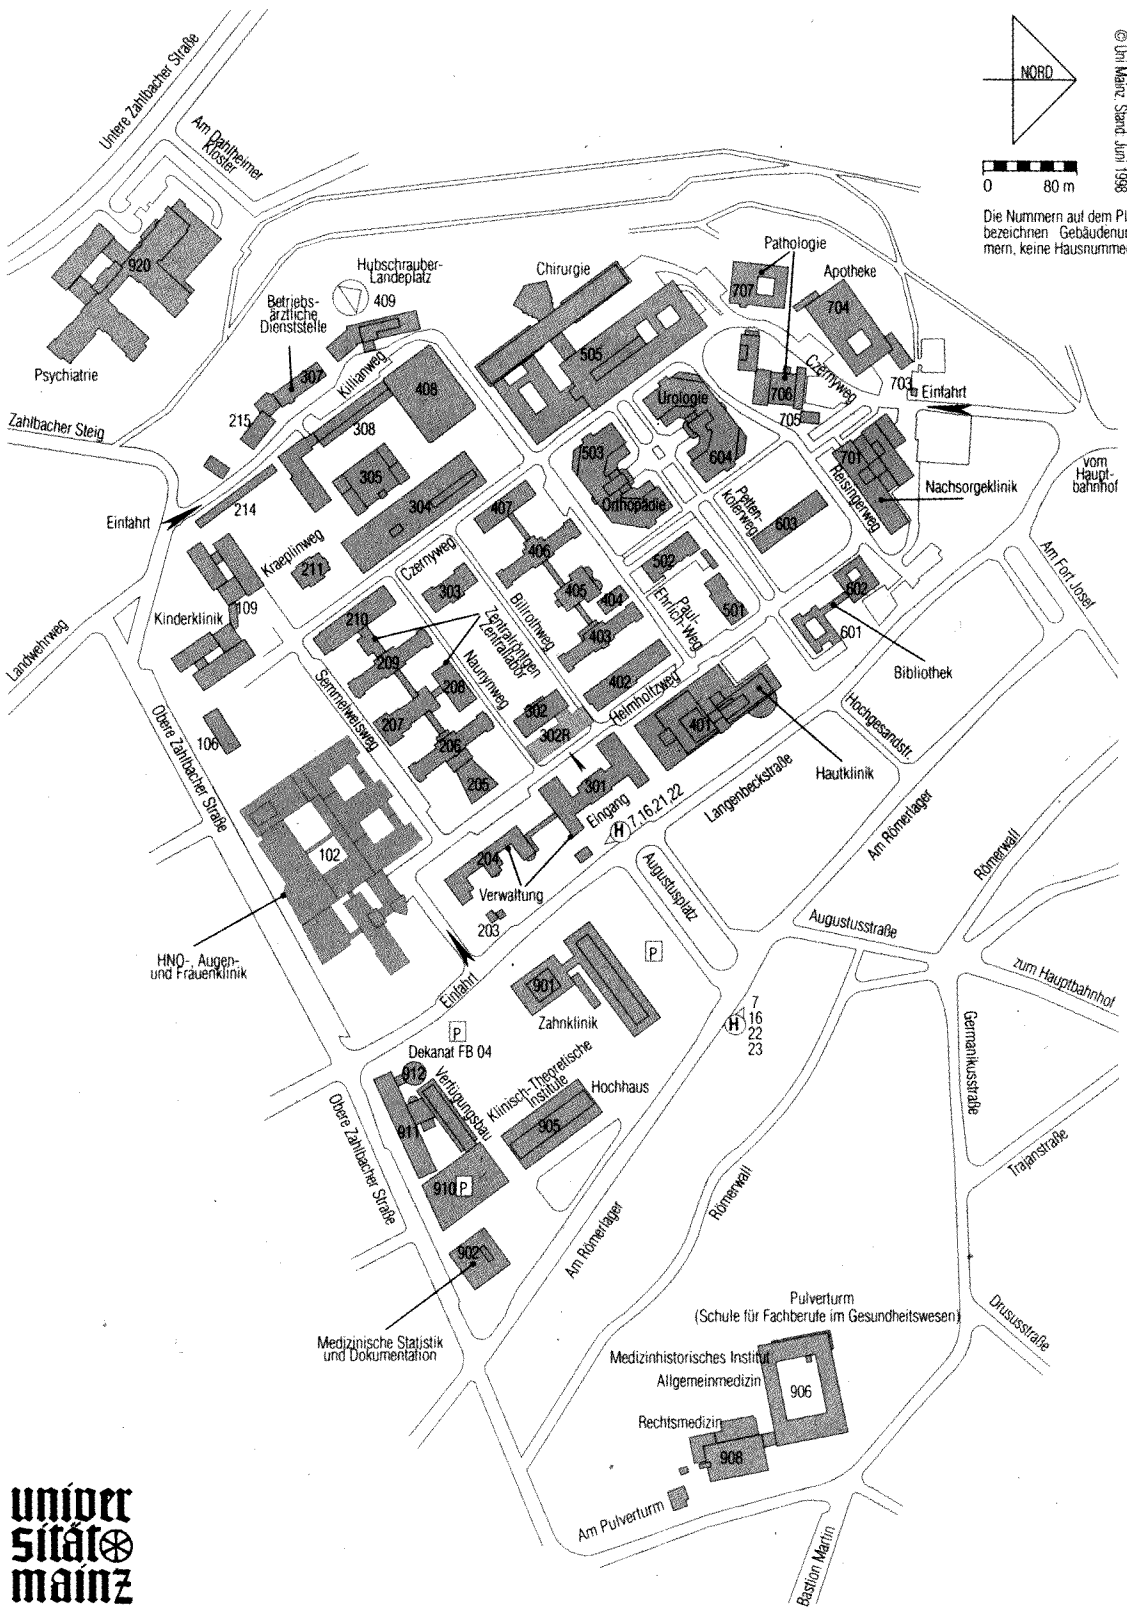 Untere Zahlbacher Straße
Am Dahlheimer
Kloster
NORD
© Uni Mainz. Stand: Juni 1998
0 80 m
Die Nummern auf dem Pl
bezeichnen Gebäudenu
mern, keine Hausnumme
920
Psychiatrie
Hubschrauber-
Landeplatz
409
Betriebs-
ärztliche
Dienststelle
307
215
Killianweg
308
408
Chirurgie
505
Pathologie
707
Apotheke
704
703
Einfahrt
706
705
Czernyweg
Urologie
604
503
Orthopädie
701
Nachsorgeklinik
Reisingerweg
vom
Haupt-
bahnhof
Zahlbacher Steig
Einfahrt
214
305
304
Kraeplinweg
211
407
406
405
404
403
402
Czernyweg
303
Billrothweg
Petten-
koferweg
603
502
501
Paul-
Ehrlich-Weg
602
601
Bibliothek
Am Fort Josef
Landwehrweg
Kinderklinik
109
106
210
209
208
207
206
205
Zentralröntgen
Zentrallabor
Naunynweg
Semmelweisweg
302
302R
Helmholtzweg
401
Hautklinik
Hochgesandstr.
Obere Zahlbacher Straße
102
HNO-, Augen-
und Frauenklinik
301
Eingang
H 7,16,21,22
Langenbeckstraße
Am Römerlager
Römerwall
204
Verwaltung
203
Einfahrt
Augustusplatz
Augustusstraße
zum Hauptbahnhof
P
901
Zahnklinik
H
7
16
22
23
Germanikusstraße
P
Dekanat FB 04
912
911
Verfügungsbau
Klinisch-Theoretische
Institute
Hochhaus
905
910
P
902
Obere Zahlbacher Straße
Am Römerlager
Römerwall
Trajanstraße
Medizinische Statistik
und Dokumentation
Drususstraße
Pulverturm
(Schule für Fachberufe im Gesundheitswesen)
Medizinhistorisches Institut
Allgemeinmedizin
906
Rechtsmedizin
908
Am Pulverturm
Bastion Martin
univer
sität
mainz